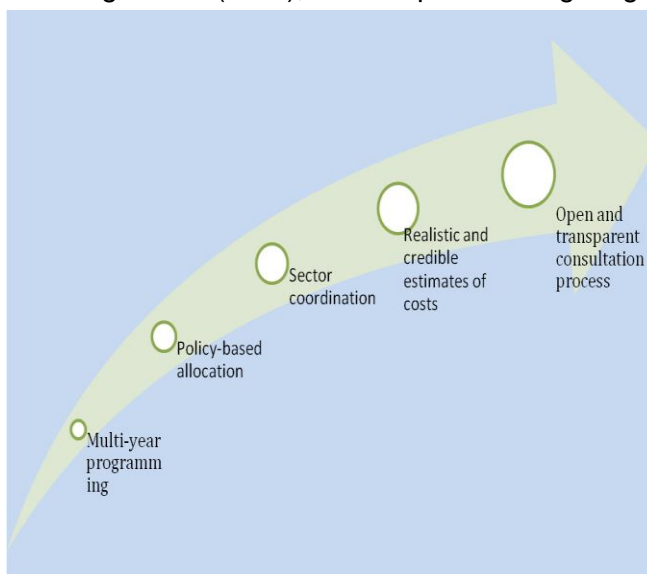 Multi-year
programm
ing
Policy-based
allocation
Sector
coordination
Realistic and
credible
estimates of
costs
Open and
transparent
consultation
process